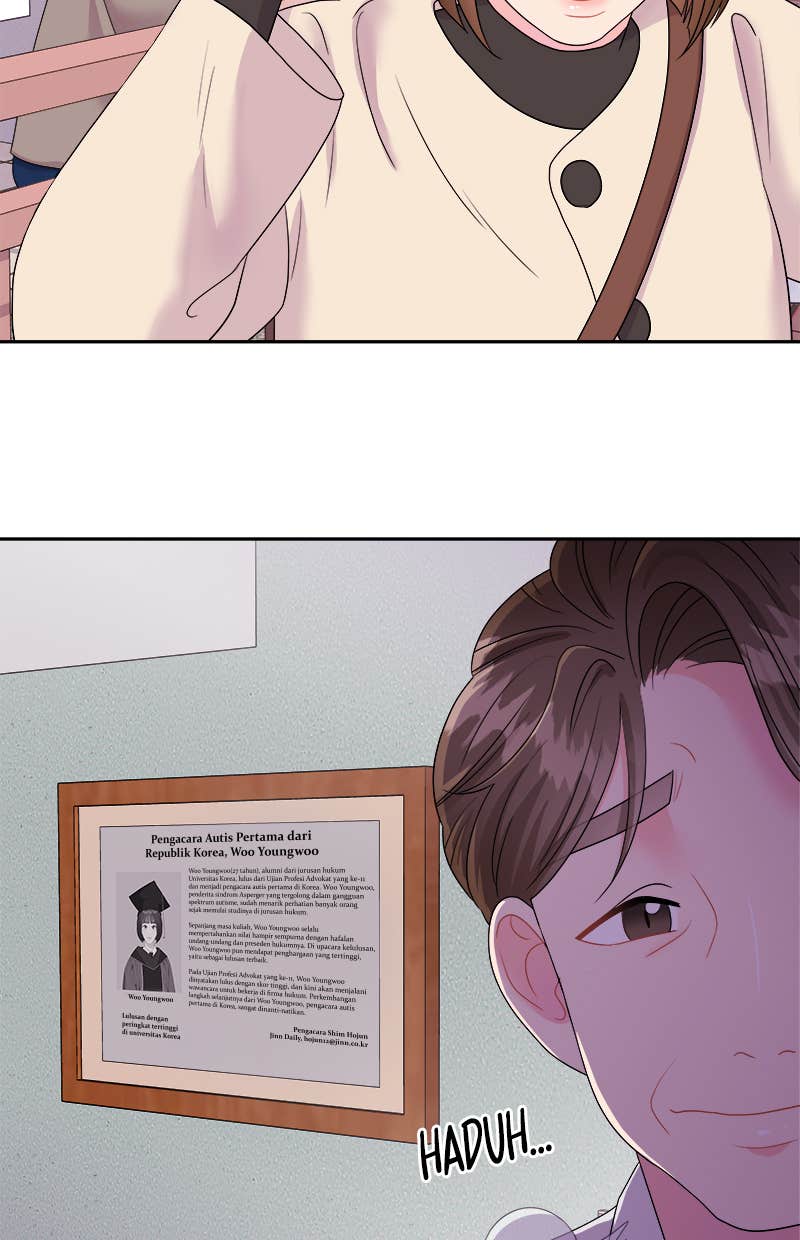 Pengacara Autis Pertama dari
Republik Korea, Woo Youngwoo
Woo Youngwoo(27 tahun), alumni dari jurusan hukum
Universitas Korea, lulus dari Ujian Profesi Advokat yang ke-11
dan menjadi pengacara autis pertama di Korea. Woo Youngwoo,
penderita sindrom Asperger yang tergolong dalam gangguan
spektrum autisme, sudah menarik perhatian banyak orang
sejak memulai studinya di jurusan hukum.
Sepanjang masa kuliah, Woo Youngwoo selalu
mempertahankan nilai hampir sempurna dengan hafalan
undang-undang dan preseden hukumnya. Di upacara kelulusan,
Woo Youngwoo pun mendapat penghargaan yang tertinggi,
yaitu sebagai lulusan terbaik.
Pada Ujian Profesi Advokat yang ke-11, Woo Youngwoo
dinyatakan lulus dengan skor tinggi, dan kini akan menjalani
wawancara untuk bekerja di firma hukum. Perkembangan
langkah selanjutnya dari Woo Youngwoo, pengacara autis
pertama di Korea, sangat dinanti-natikan.
Woo Youngwoo
Lulusan dengan
peringkat tertinggi
di universitas Korea
Pengacara Shim Hojun
Jinn Daily, hojun12@jinn.co.kr
HADUH...